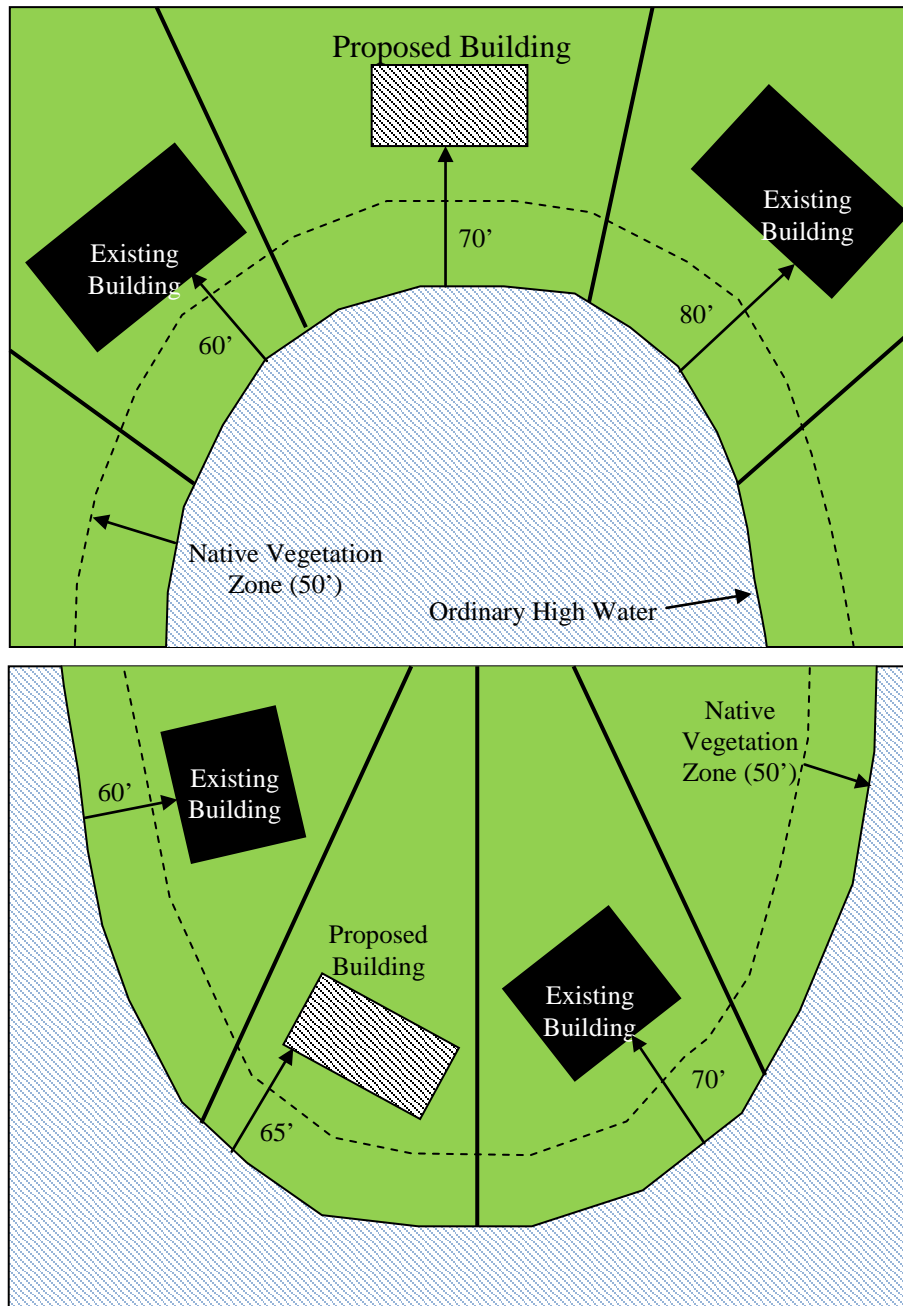 Proposed Building
Existing
Building
Existing
Building
70’
80’
60’
Native Vegetation
Zone (50’)
Ordinary High Water
Native
Vegetation
Zone (50’)
60’
Existing
Building
Proposed
Building
Existing
Building
70’
65’